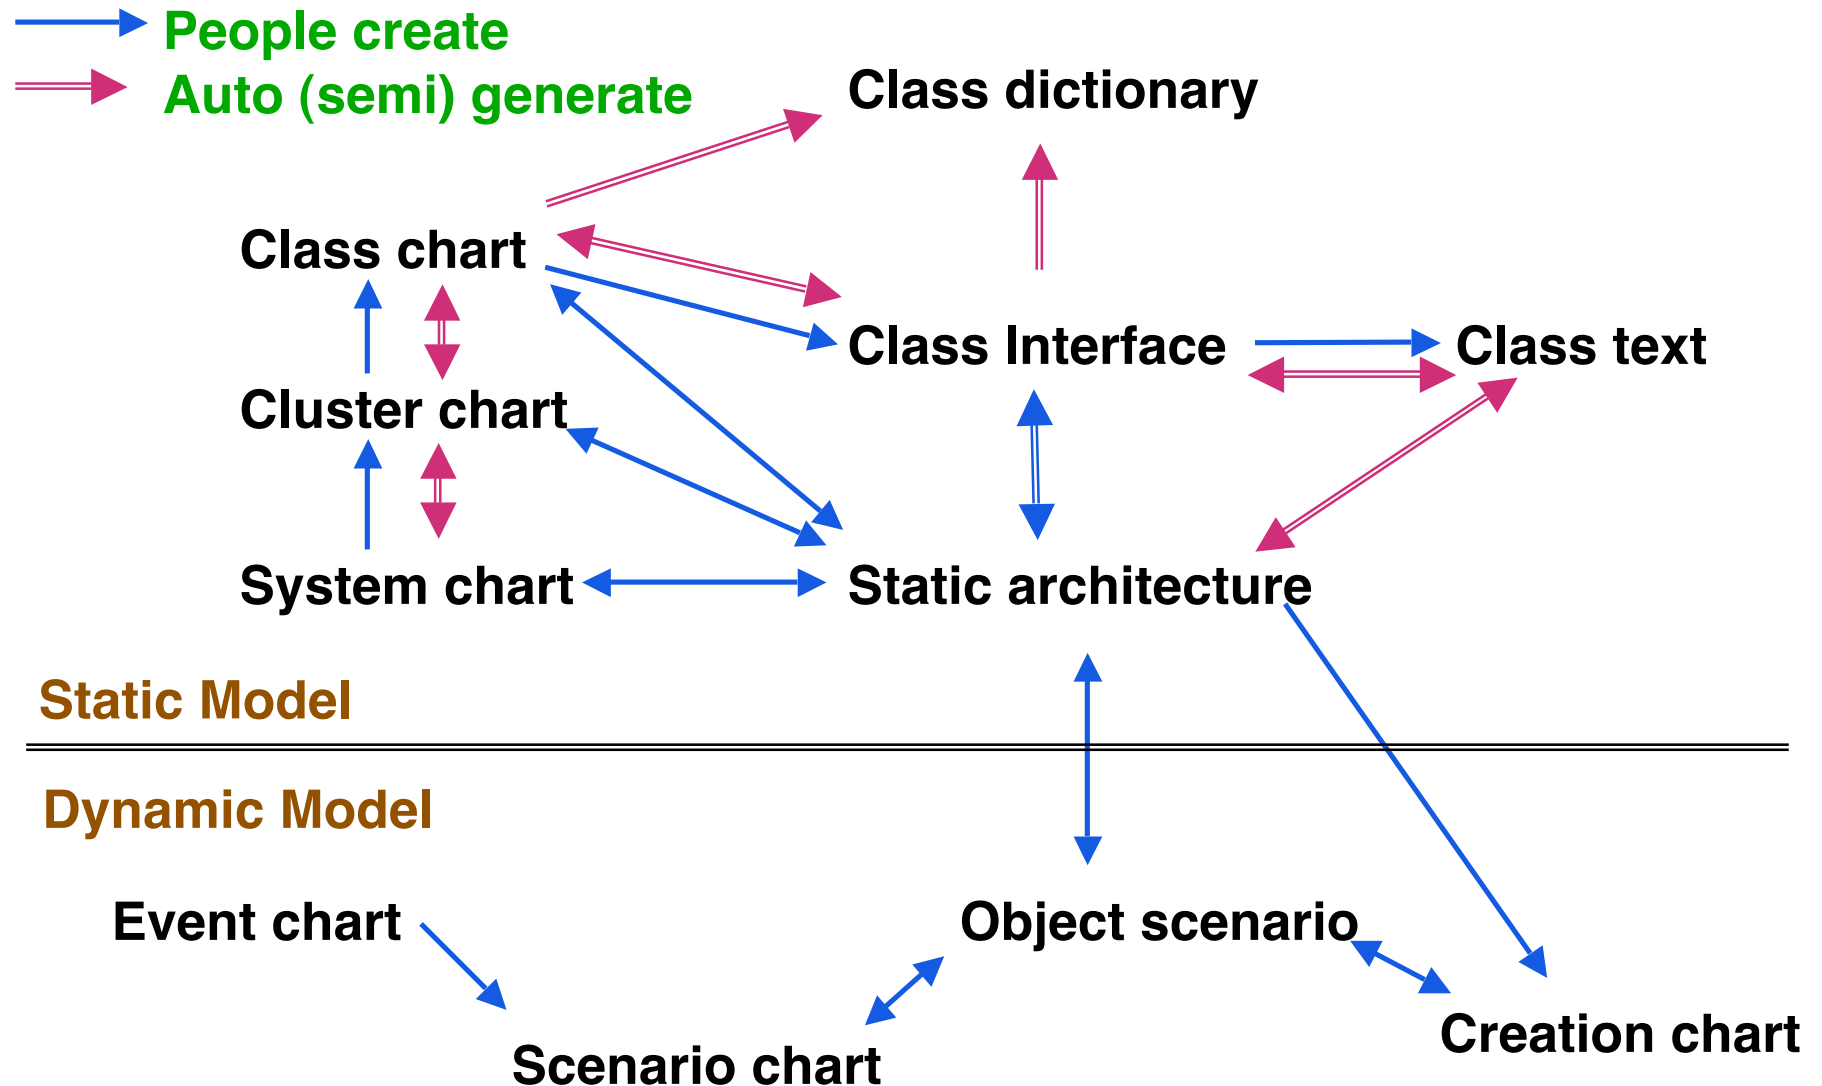 People create
Auto (semi) generate
Class dictionary
Class chart
Class Interface
Class text
Cluster chart
System chart
Static architecture
Static Model
Dynamic Model
Event chart
Object scenario
Creation chart
Scenario chart